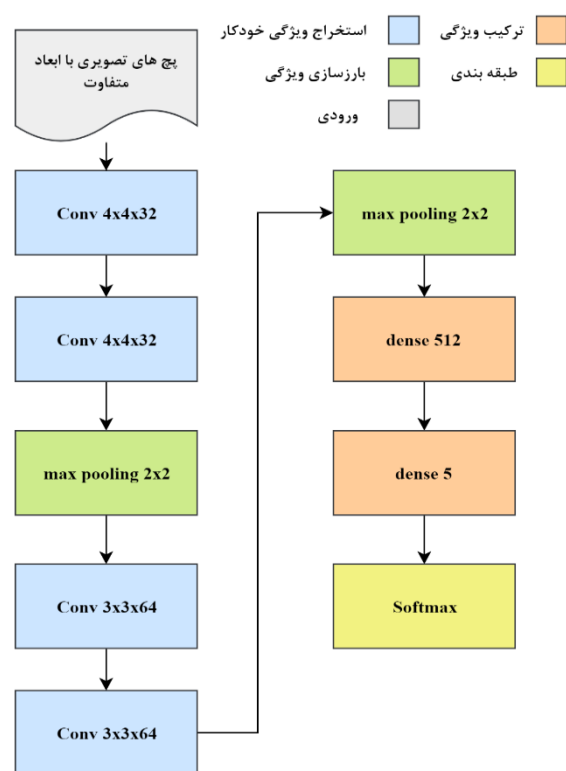 پچ های تصویری با ابعاد
متفاوت
استخراج ویژگی خودکار
ترکیب ویژگی
بارزسازی ویژگی
طبقه بندی
ورودی
Conv 4x4x32
Conv 4x4x32
max pooling 2x2
Conv 3x3x64
Conv 3x3x64
max pooling 2x2
dense 512
dense 5
Softmax